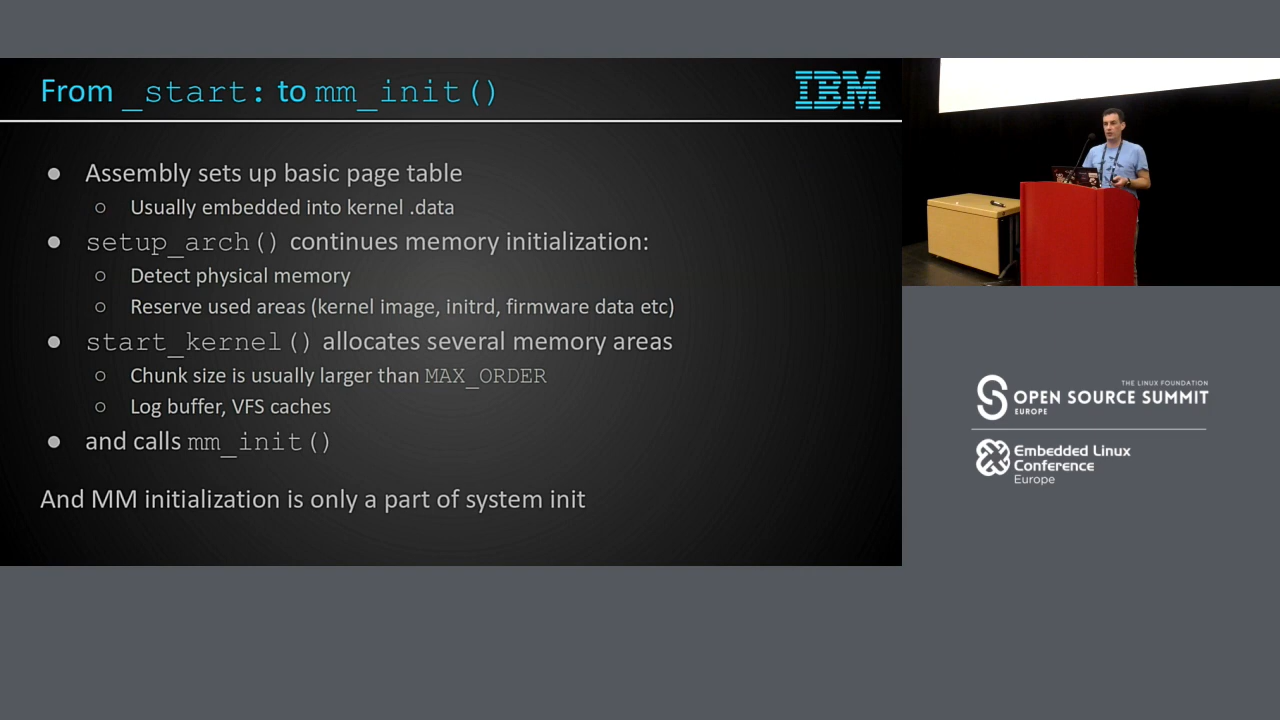 From _start: to mm_init()
IBM
● Assembly sets up basic page table
○ Usually embedded into kernel .data
● setup_arch() continues memory initialization:
○ Detect physical memory
○ Reserve used areas (kernel image, initrd, firmware data etc)
● start_kernel() allocates several memory areas
○ Chunk size is usually larger than MAX_ORDER
○ Log buffer, VFS caches
● and calls mm_init()
And MM initialization is only a part of system init
THE LINUX FOUNDATION
OPEN SOURCE SUMMIT
EUROPE
Embedded Linux
Conference
Europe